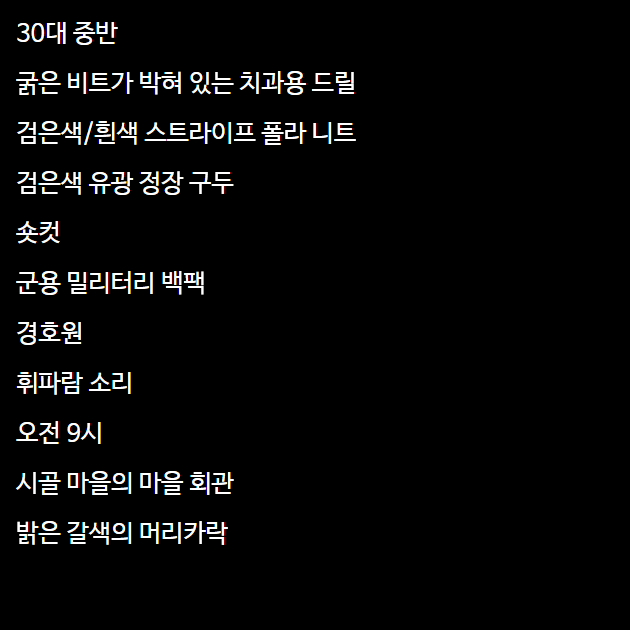 30대 중반
굵은 비트가 박혀 있는 치과용 드릴
검은색/흰색 스트라이프 폴라 니트
검은색 유광 정장 구두
숏컷
군용 밀리터리 백팩
경호원
휘파람 소리
오전 9시
시골 마을의 마을 회관
밝은 갈색의 머리카락